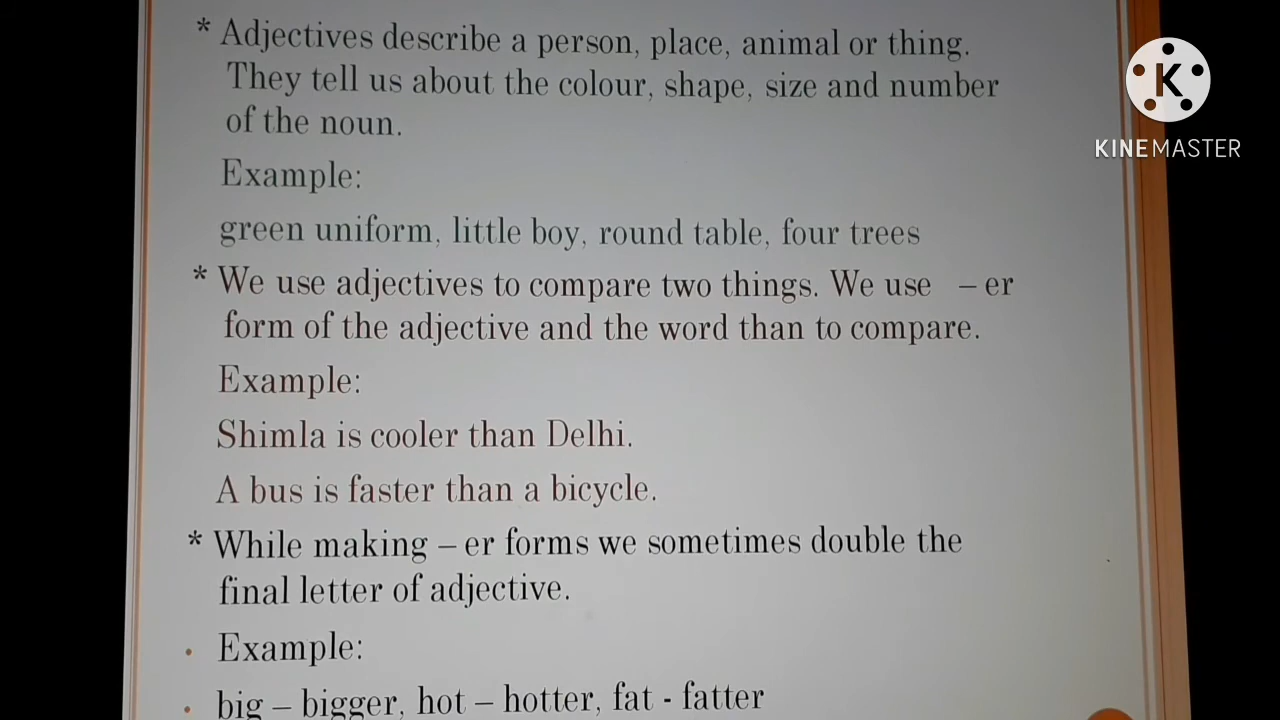 * Adjectives describe a person, place, animal or thing.
They tell us about the colour, shape, size and number
of the noun.
Example:
green uniform, little boy, round table, four trees
* We use adjectives to compare two things. We use – er
form of the adjective and the word than to compare.
Example:
Shimla is cooler than Delhi.
A bus is faster than a bicycle.
* While making – er forms we sometimes double the
final letter of adjective.
• Example:
• big – bigger, hot – hotter, fat - fatter
K
KINEMASTER